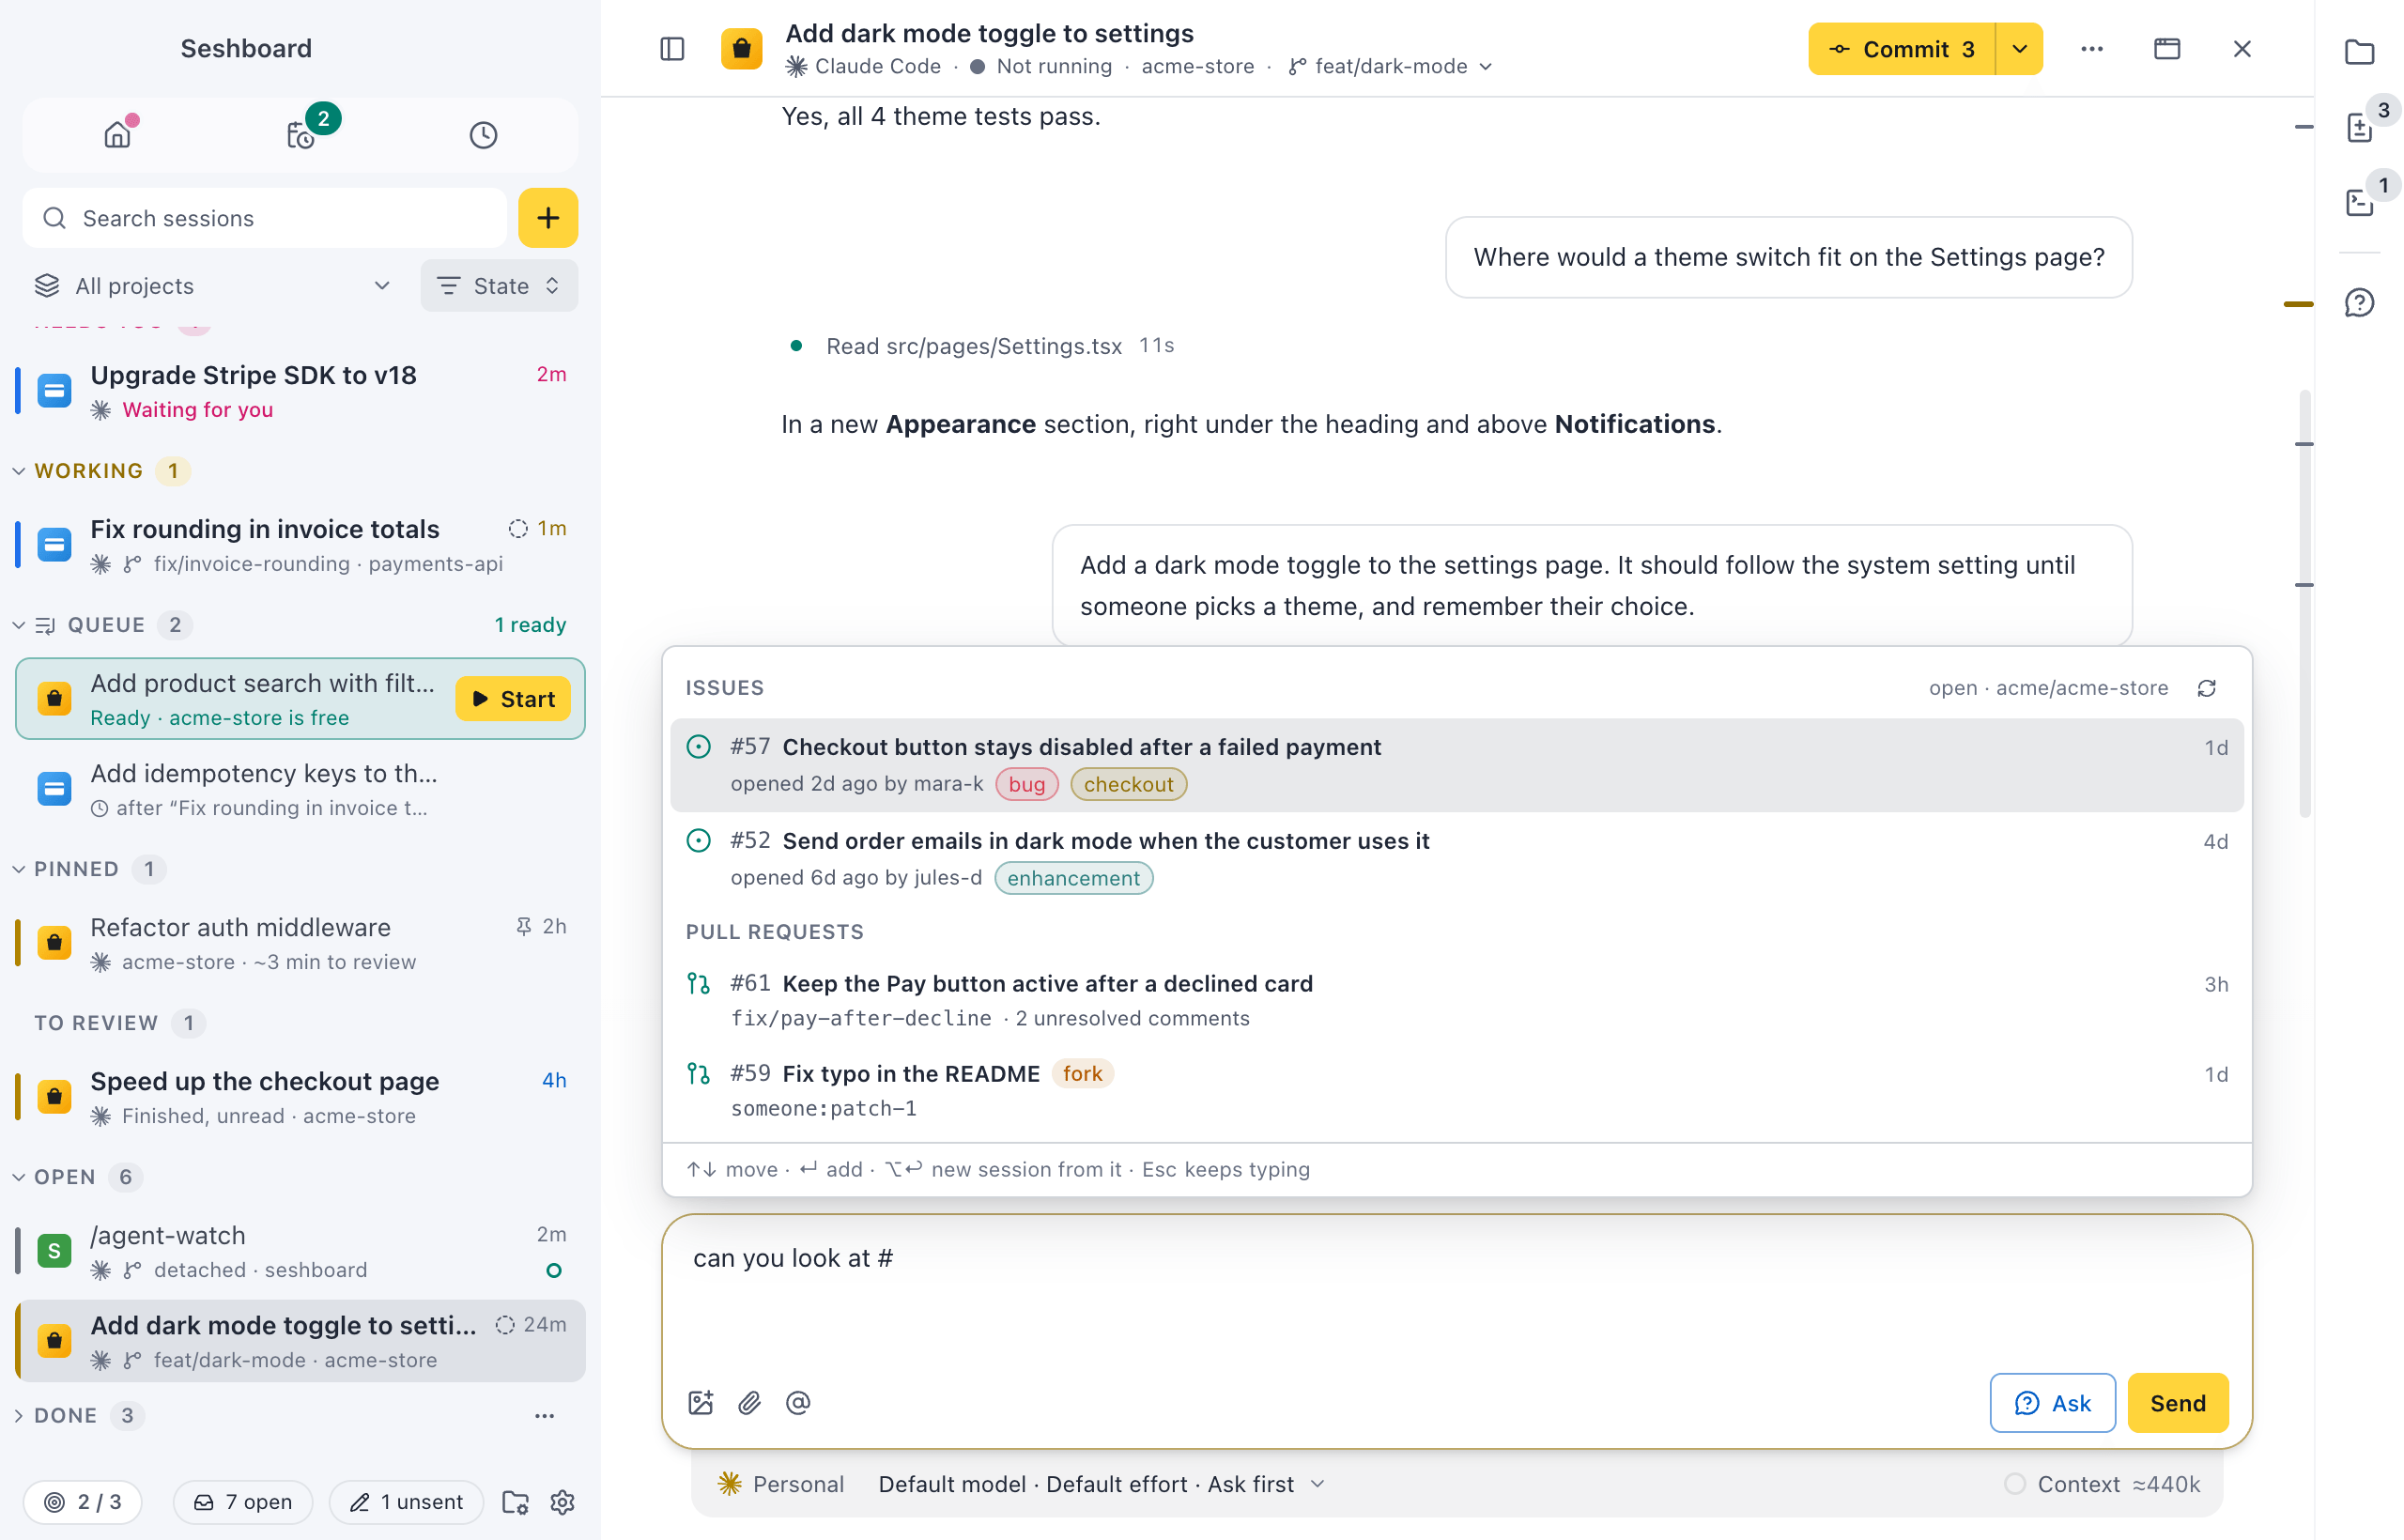 Seshboard
2
Search sessions
All projects
State
Upgrade Stripe SDK to v18
2m
Waiting for you
WORKING 1
Fix rounding in invoice totals
1m
fix/invoice-rounding · payments-api
QUEUE 2
1 ready
Add product search with filt...
Ready · acme-store is free
Start
Add idempotency keys to th...
after “Fix rounding in invoice t...
PINNED 1
Refactor auth middleware
2h
acme-store · ~3 min to review
TO REVIEW 1
Speed up the checkout page
4h
Finished, unread · acme-store
OPEN 6
S
/agent-watch
2m
detached · seshboard
Add dark mode toggle to setti...
24m
feat/dark-mode · acme-store
DONE 3
2 / 3
7 open
1 unsent
Add dark mode toggle to settings
Claude Code · Not running · acme-store · feat/dark-mode
Commit 3
3
1
Yes, all 4 theme tests pass.
Where would a theme switch fit on the Settings page?
Read src/pages/Settings.tsx 11s
In a new Appearance section, right under the heading and above Notifications.
Add a dark mode toggle to the settings page. It should follow the system setting until
someone picks a theme, and remember their choice.
ISSUES
open · acme/acme-store
#57 Checkout button stays disabled after a failed payment
1d
opened 2d ago by mara-k bug checkout
#52 Send order emails in dark mode when the customer uses it
4d
opened 6d ago by jules-d enhancement
PULL REQUESTS
#61 Keep the Pay button active after a declined card
3h
fix/pay-after-decline · 2 unresolved comments
#59 Fix typo in the README fork
1d
someone:patch-1
↑↓ move · ↵ add · ⌥↩ new session from it · Esc keeps typing
can you look at #
Ask
Send
Personal
Default model · Default effort · Ask first
Context ≈440k